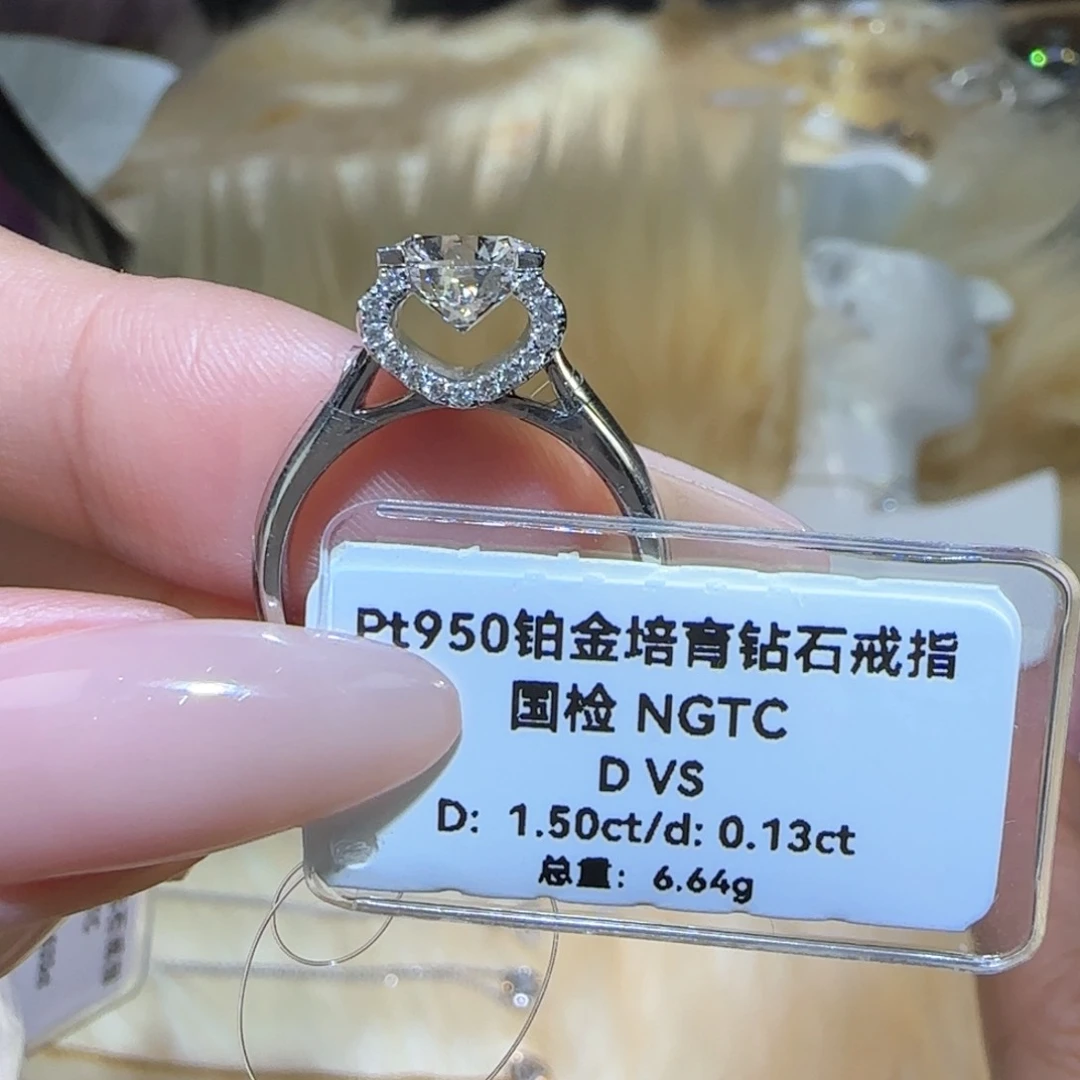 Pt950铂金培育钻石戒指
国检 NGTC
D VS
D: 1.50ct/d: 0.13ct
总重: 6.64g